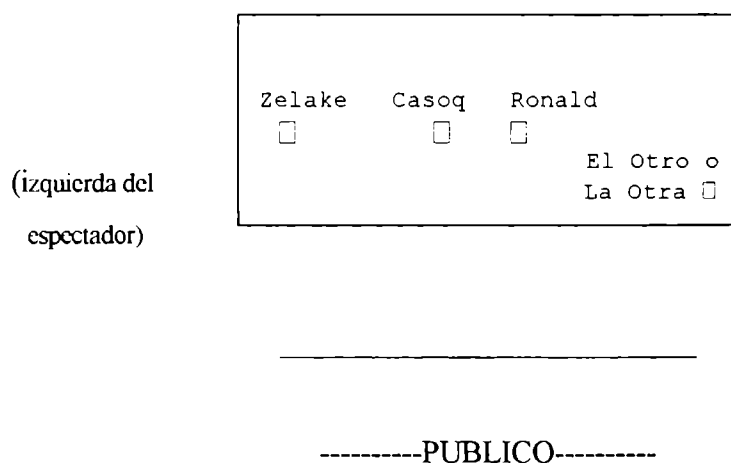 Zelake Casoq Ronald
El Otro o
La Otra
(izquierda del
espectador)
----------PUBLICO----------